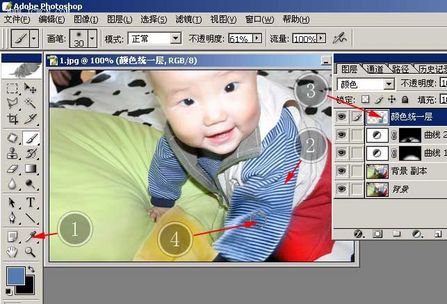 Adobe Photoshop
文件(F) 编辑(E) 图像(I) 图层(L) 选择(S) 滤镜(T) 视图(V) 窗口(W) 帮助(H)
画笔: 30 模式: 正常 不透明度: 61% 流量: 100%
1.jpg @ 100% (颜色统一层, RGB/8)
图层 通道 路径 历史记
颜色 不透明度: 10
锁定:
颜色统一层
曲线 2
曲线
背景 副本
背景
3
2
1
4
T